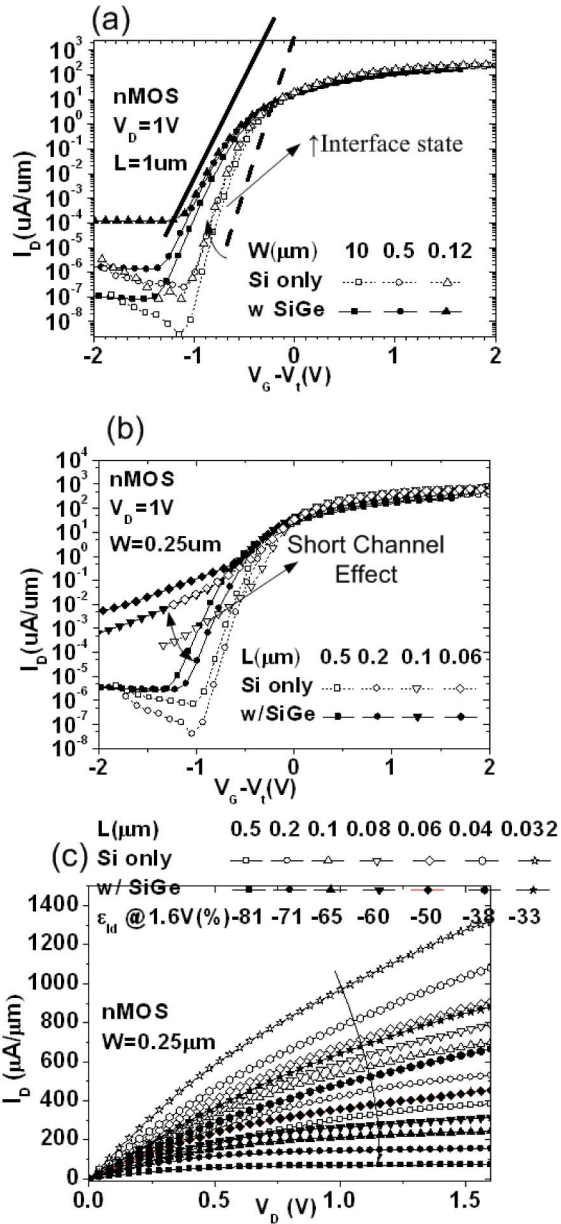 (a)
10³
10²
10¹
10⁰
10⁻¹
10⁻²
10⁻³
10⁻⁴
10⁻⁵
10⁻⁶
10⁻⁷
10⁻⁸
I_D(uA/um)
nMOS
V_D=1V
L=1um
↑Interface state
W(μm) 10 0.5 0.12
Si only
w SiGe
-2 -1 0 1 2
V_G-V_t(V)
(b)
10⁴
10³
10²
10¹
10⁰
10⁻¹
10⁻²
10⁻³
10⁻⁴
10⁻⁵
10⁻⁶
10⁻⁷
10⁻⁸
I_D(uA/um)
nMOS
V_D=1V
W=0.25um
Short Channel
Effect
L(μm) 0.5 0.2 0.1 0.06
Si only
w/SiGe
-2 -1 0 1 2
V_G-V_t(V)
L(μm) 0.5 0.2 0.1 0.08 0.06 0.04 0.032
(c) Si only
w/ SiGe
ε_Id @1.6V(%) -81 -71 -65 -60 -50 -38 -33
1400
1200
1000
800
600
400
200
0
I_D (μA/μm)
nMOS
W=0.25μm
0.0 0.5 1.0 1.5
V_D (V)